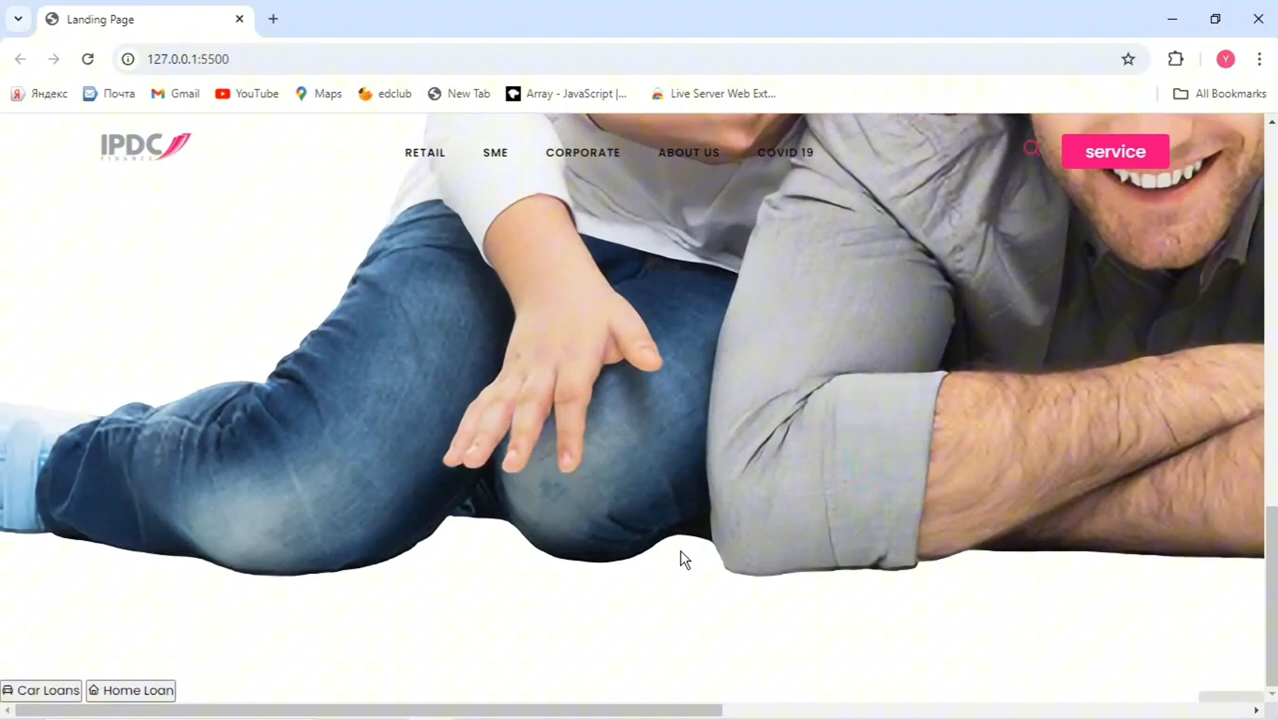 Landing Page
127.0.0.1:5500
Яндекс Почта Gmail YouTube Maps edclub New Tab Array - JavaScript |... Live Server Web Ext... All Bookmarks
Y
IPDC
FINANCE
RETAIL SME CORPORATE ABOUT US COVID 19 service
Car Loans Home Loan